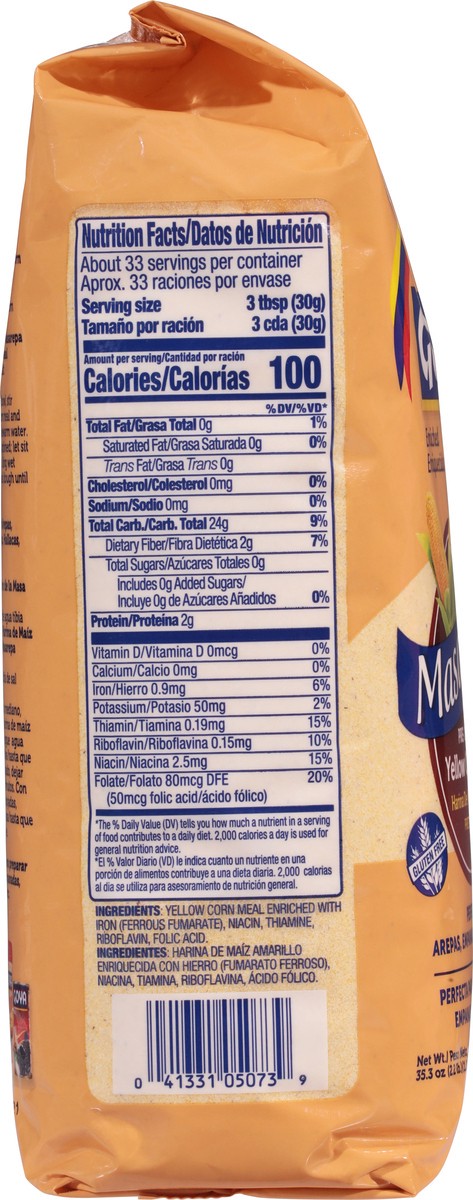 Nutrition Facts/Datos de Nutrición
About 33 servings per container
Aprox. 33 raciones por envase
Serving size 3 tbsp (30g)
Tamaño por ración 3 cda (30g)
Amount per serving/Cantidad por ración
Calories/Calorías 100
% DV/%VD*
Total Fat/Grasa Total 0g 1%
Saturated Fat/Grasa Saturada 0g 0%
Trans Fat/Grasa Trans 0g
Cholesterol/Colesterol 0mg 0%
Sodium/Sodio 0mg 0%
Total Carb./Carb. Total 24g 9%
Dietary Fiber/Fibra Dietética 2g 7%
Total Sugars/Azúcares Totales 0g
Includes 0g Added Sugars/
Incluye 0g de Azúcares Añadidos 0%
Protein/Proteína 2g
Vitamin D/Vitamina D 0mcg 0%
Calcium/Calcio 0mg 0%
Iron/Hierro 0.9mg 6%
Potassium/Potasio 50mg 2%
Thiamin/Tiamina 0.19mg 15%
Riboflavin/Riboflavina 0.15mg 10%
Niacin/Niacina 2.5mg 15%
Folate/Folato 80mcg DFE 20%
(50mcg folic acid/ácido fólico)
*The % Daily Value (DV) tells you how much a nutrient in a serving
of food contributes to a daily diet. 2,000 calories a day is used for
general nutrition advice.
*El % Valor Diario (VD) le indica cuanto un nutriente en una
porción de alimentos contribuye a una dieta diaria. 2,000 calorías
al dia se utiliza para asesoramiento de nutrición general.
INGREDIENTS: YELLOW CORN MEAL ENRICHED WITH
IRON (FERROUS FUMARATE), NIACIN, THIAMINE,
RIBOFLAVIN, FOLIC ACID.
INGREDIENTES: HARINA DE MAÍZ AMARILLO
ENRIQUECIDA CON HIERRO (FUMARATO FERROSO),
NIACINA, TIAMINA, RIBOFLAVINA, ÁCIDO FÓLICO.
0 41331 05073 9
Enriched
Mas
Yellow
GLUTEN FREE
AREPAS,
Net Wt./
35.3 oz
GOYA